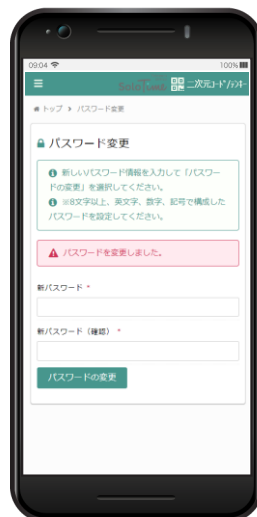 09:04
100%
二次元コード/テンキー
トップ > パスワード変更
パスワード変更
新しいパスワード情報を入力して「パスワー
ドの変更」を選択してください。
※8文字以上、英文字、数字、記号で構成した
パスワードを設定してください。
パスワードを変更しました。
新パスワード *
新パスワード（確認） *
パスワードの変更